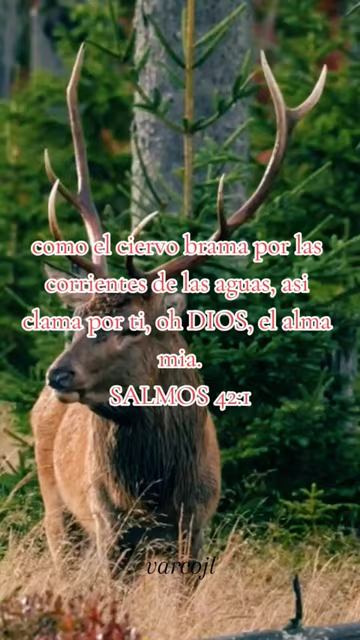 como el ciervo brama por las
corrientes de las aguas, asi
clama por ti, oh DIOS, el alma
mia.
SALMOS 42:1
varcojl